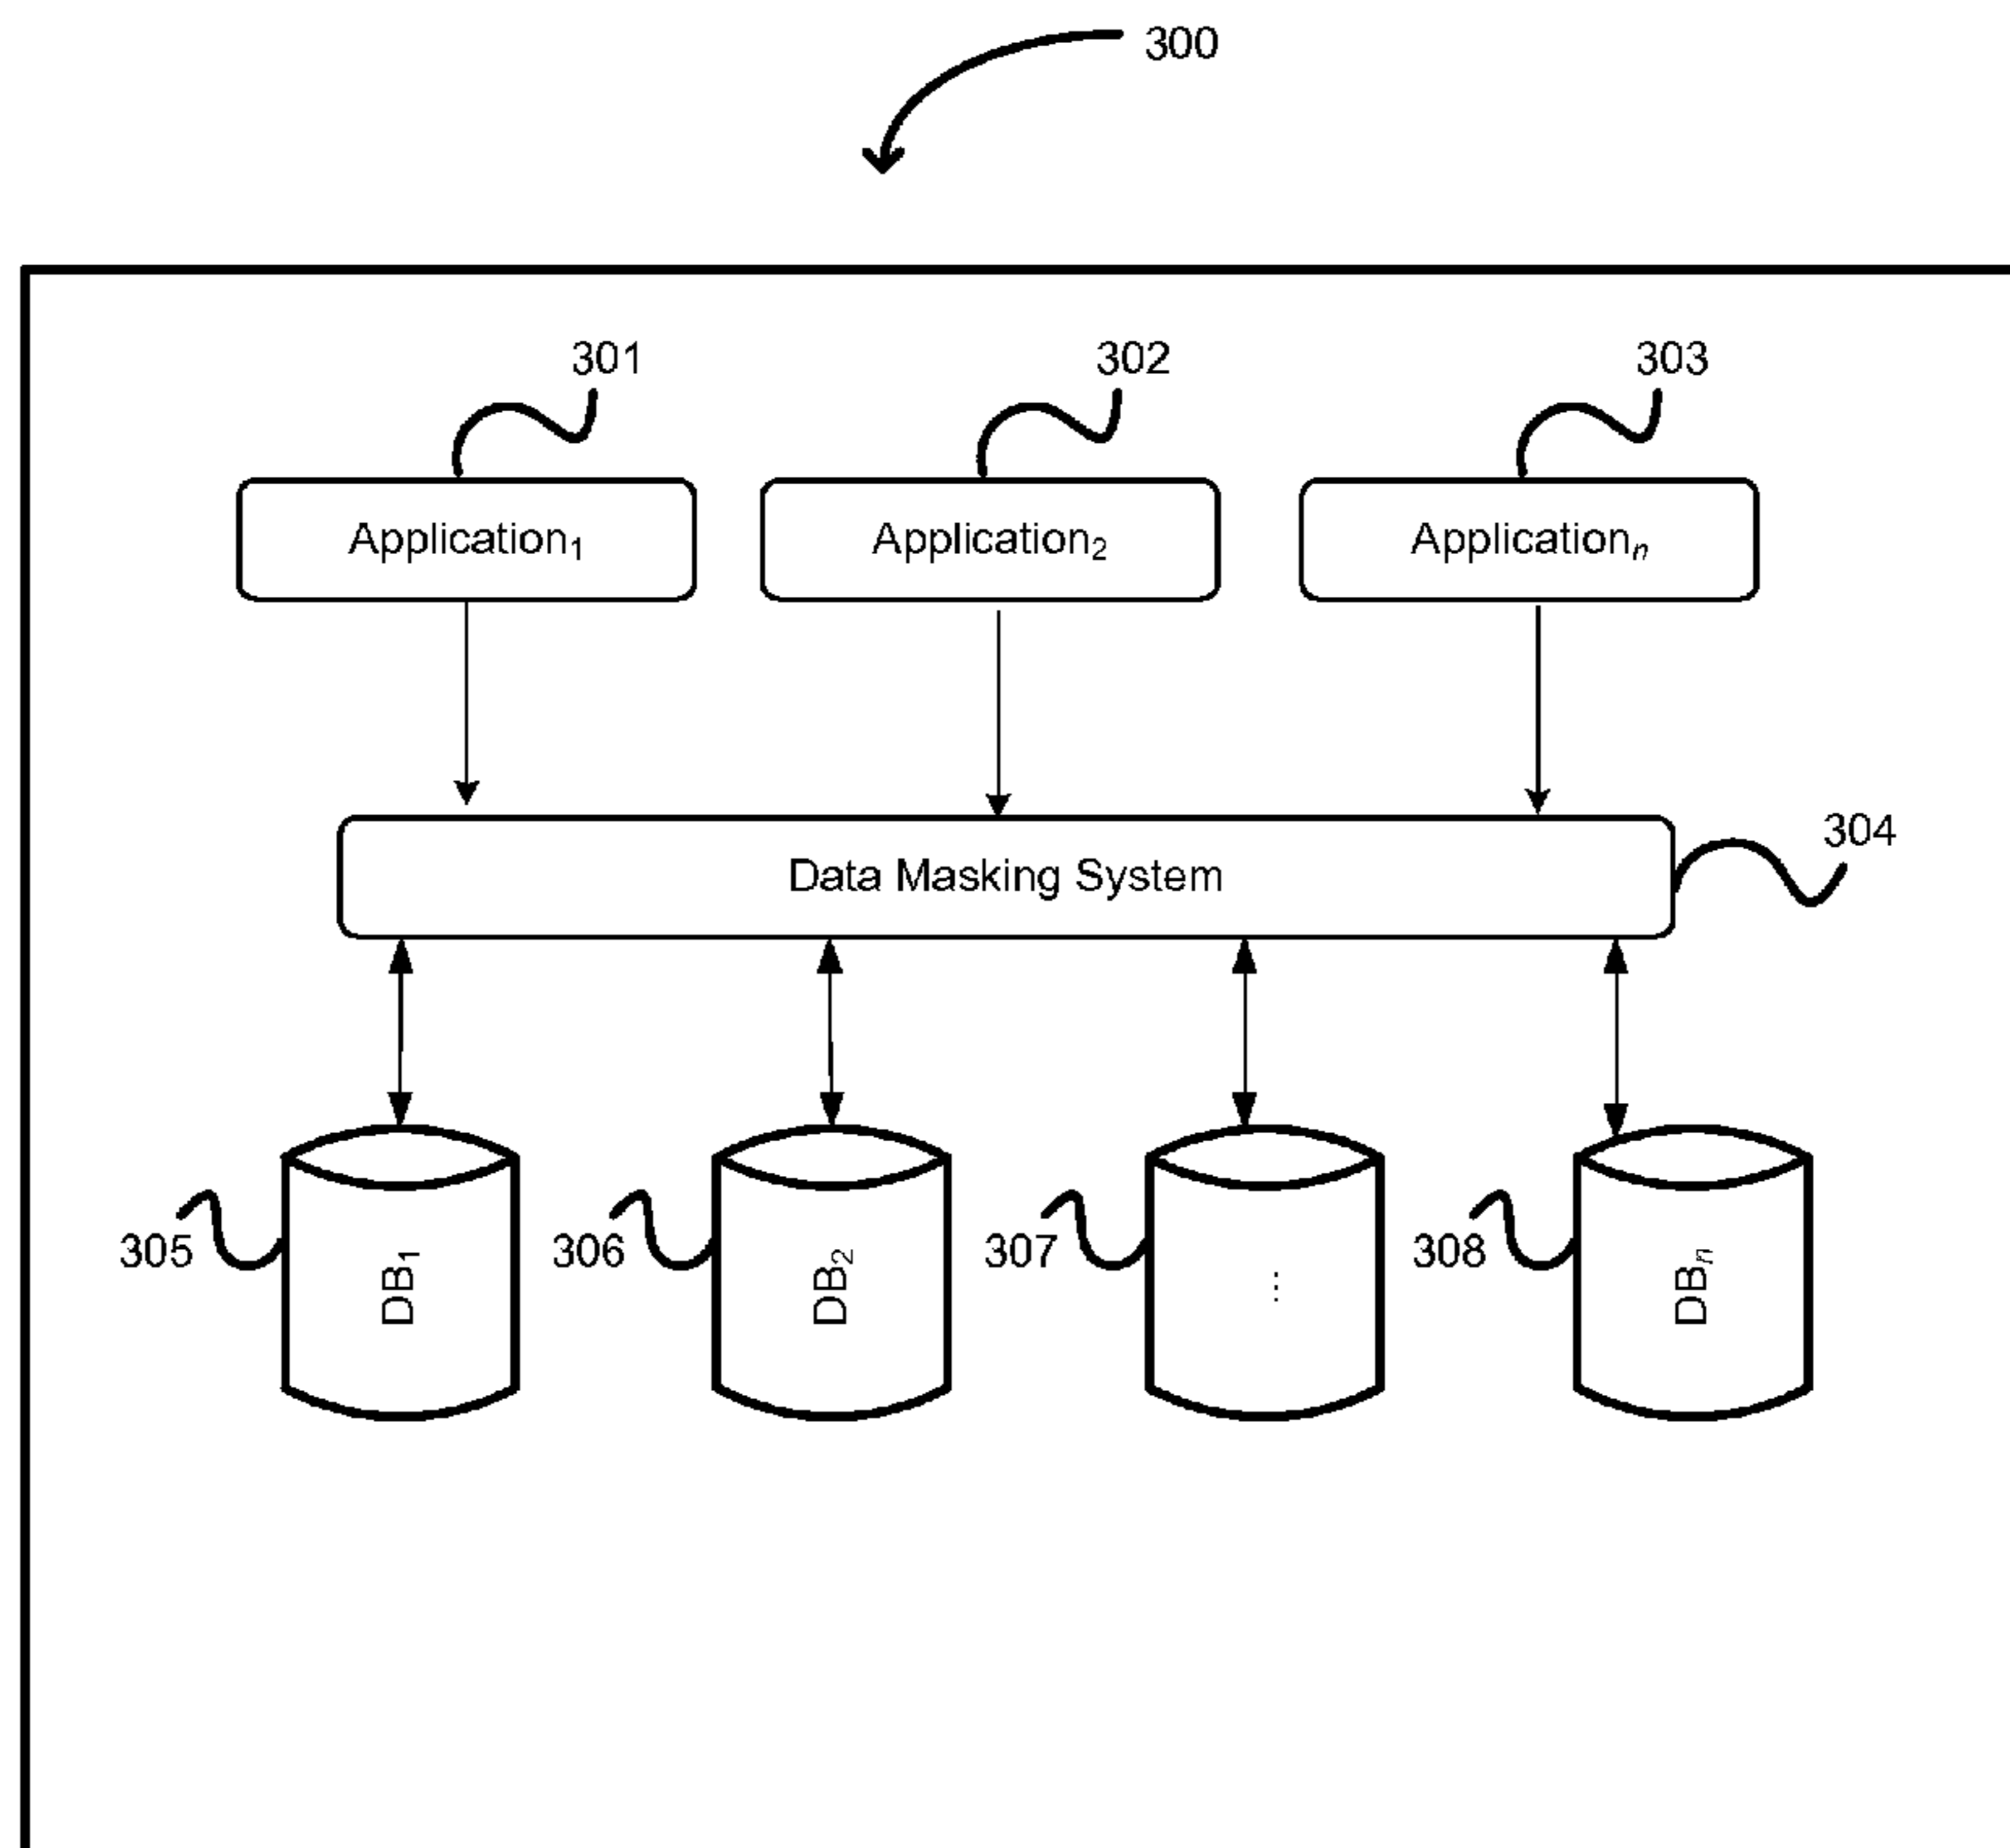 300
301
302
303
Application₁
Application₂
Applicationₙ
304
Data Masking System
305
DB₁
306
DB₂
307
...
308
DBₙ